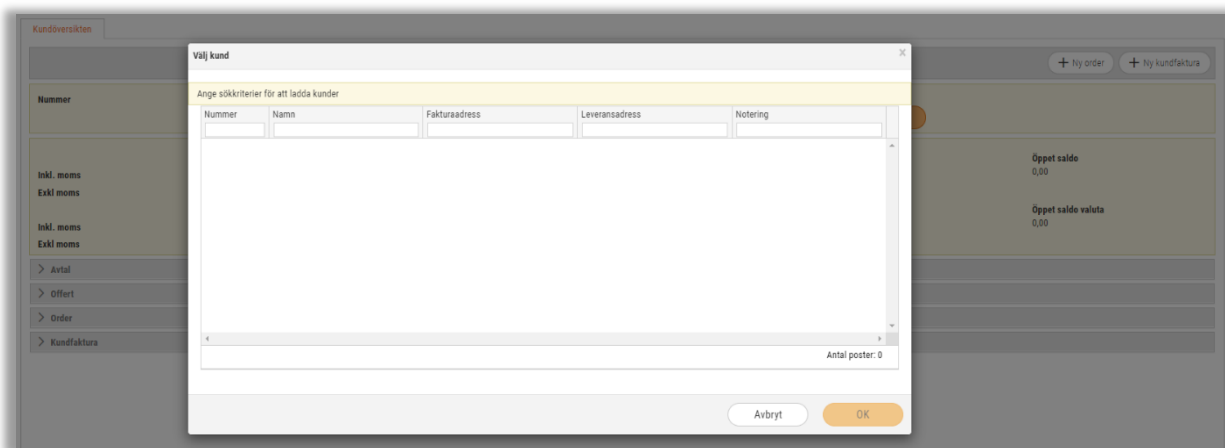 Kundöversikten
Välj kund
x
Ny order
Ny kundfaktura
Ange sökkriterier för att ladda kunder
Nummer
Nummer Namn Fakturaadress Leveransadress Notering
Öppet saldo
Inkl. moms
0,00
Exkl moms
Öppet saldo valuta
Inkl. moms
0,00
Exkl moms
Avtal
Offert
Order
Kundfaktura
Antal poster: 0
Avbryt OK